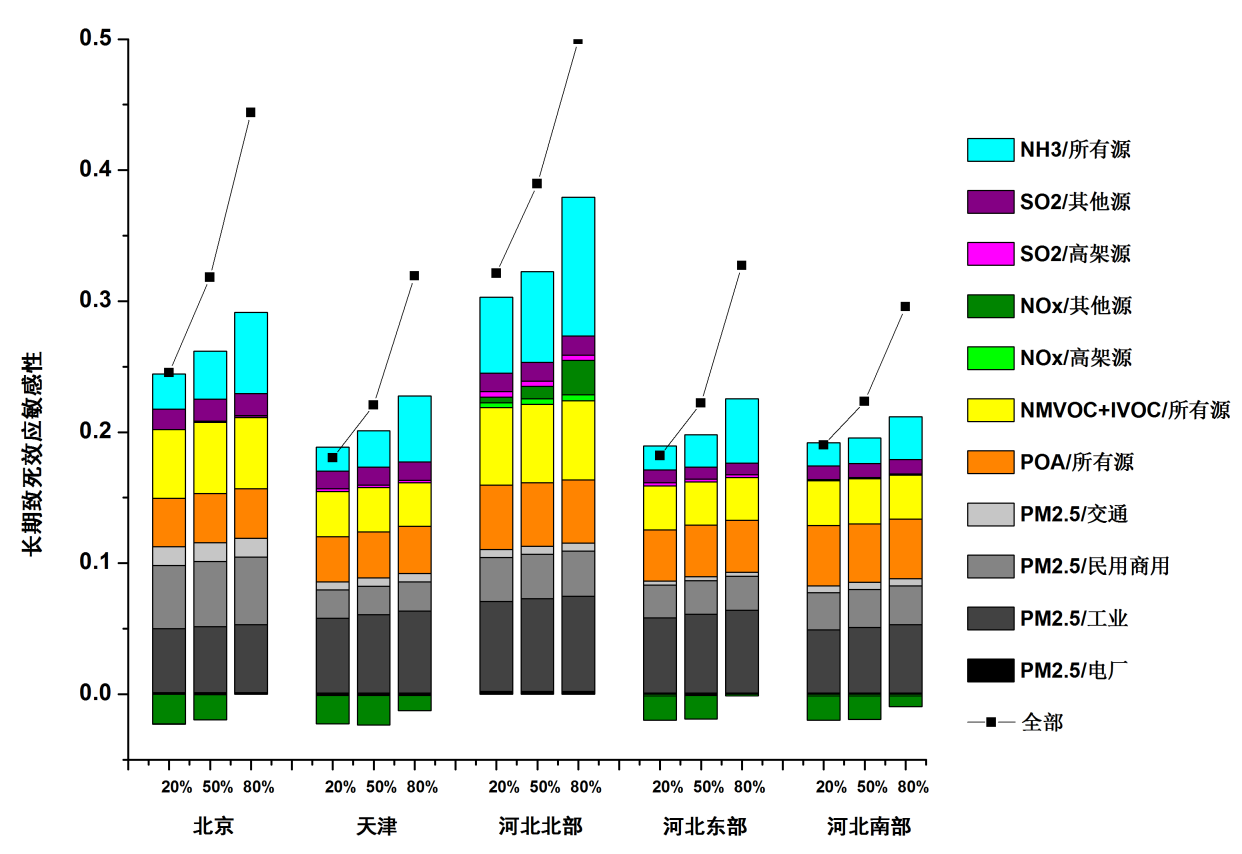 长期致死效应敏感性
0.5
0.4
0.3
0.2
0.1
0.0
20% 50% 80% 20% 50% 80% 20% 50% 80% 20% 50% 80% 20% 50% 80%
北京 天津 河北北部 河北东部 河北南部
NH3/所有源
SO2/其他源
SO2/高架源
NOx/其他源
NOx/高架源
NMVOC+IVOC/所有源
POA/所有源
PM2.5/交通
PM2.5/民用商用
PM2.5/工业
PM2.5/电厂
全部